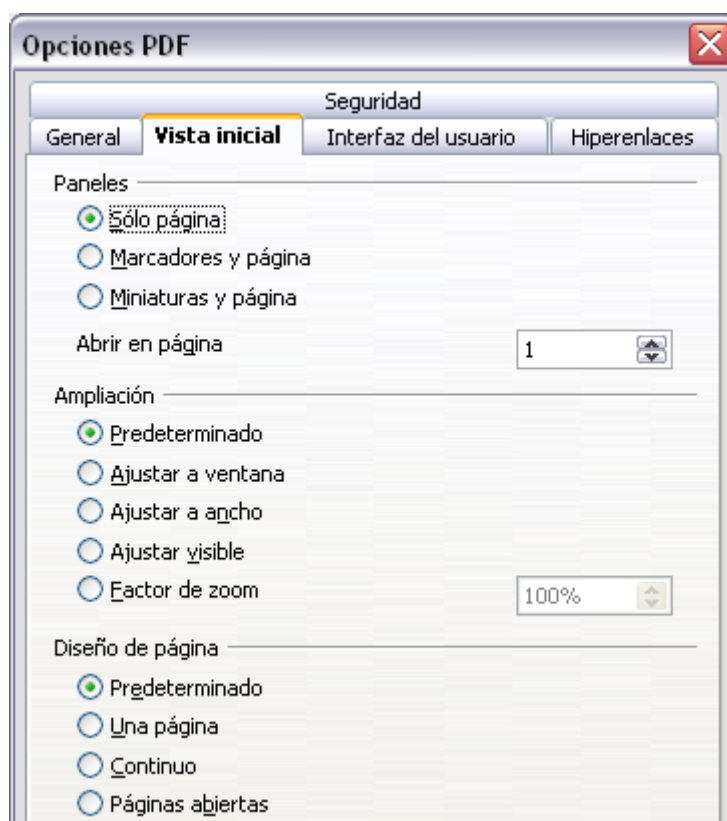 Opciones PDF
Seguridad
General Vista inicial Interfaz del usuario Hiperenlaces
Paneles
Sólo página
Marcadores y página
Miniaturas y página
Abrir en página 1
Ampliación
Predeterminado
Ajustar a ventana
Ajustar a ancho
Ajustar visible
Factor de zoom 100%
Diseño de página
Predeterminado
Una página
Continuo
Páginas abiertas